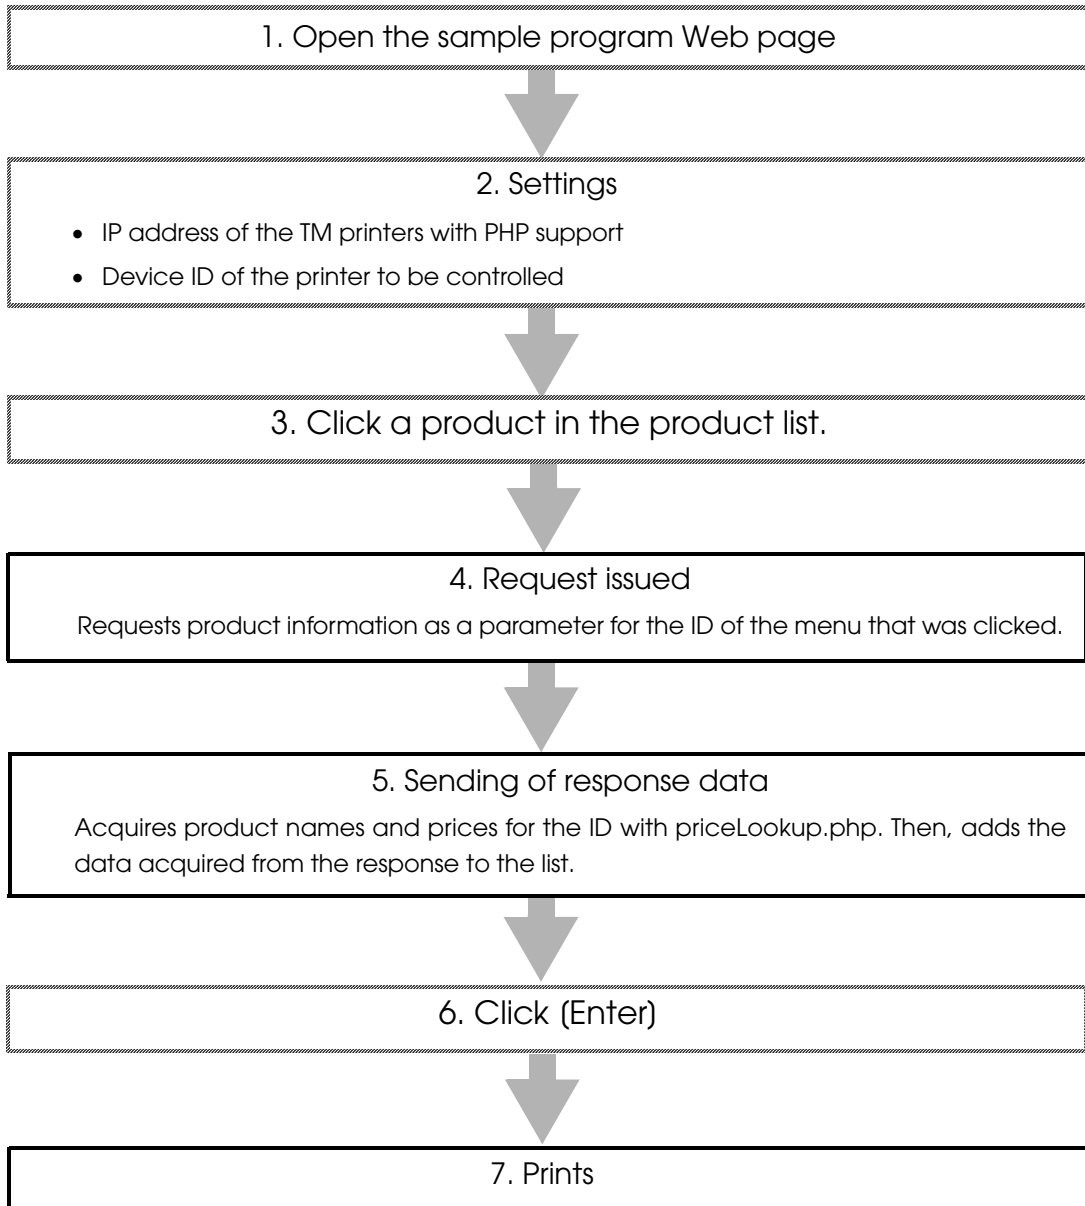 1. Open the sample program Web page
2. Settings
• IP address of the TM printers with PHP support
• Device ID of the printer to be controlled
3. Click a product in the product list.
4. Request issued
Requests product information as a parameter for the ID of the menu that was clicked.
5. Sending of response data
Acquires product names and prices for the ID with priceLookup.php. Then, adds the
data acquired from the response to the list.
6. Click (Enter)
7. Prints